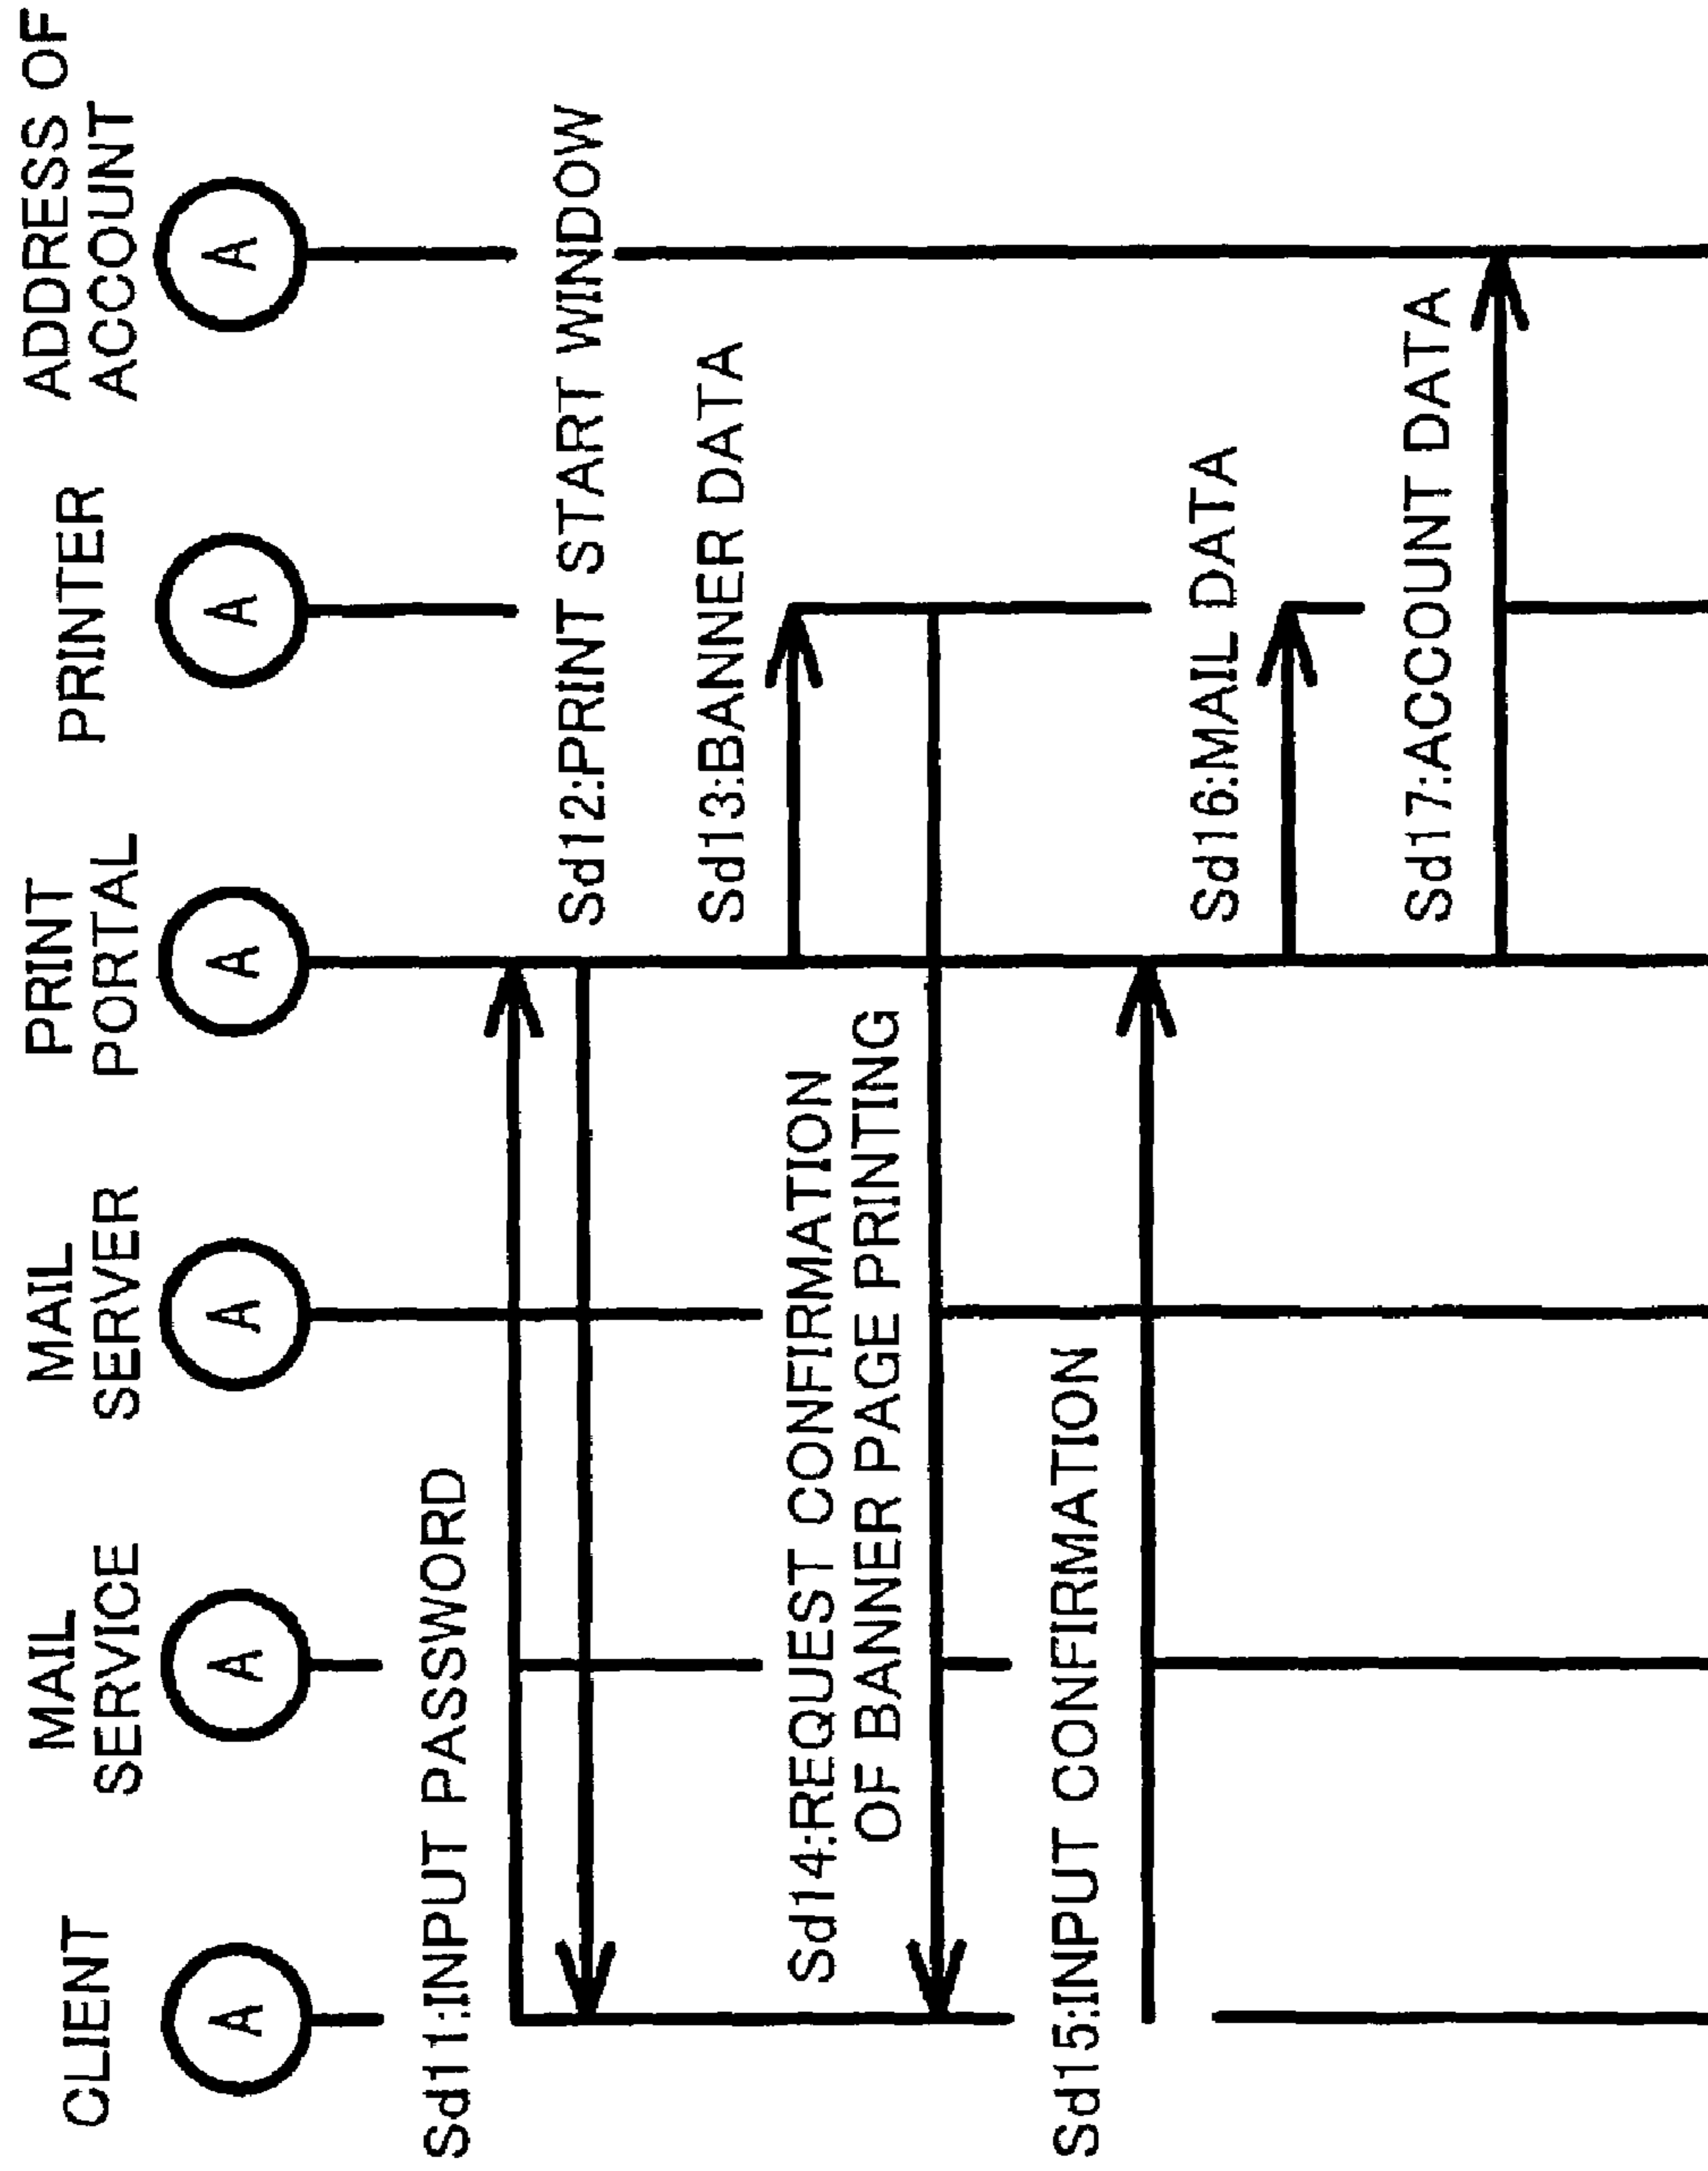 CLIENT
MAIL
SERVICE
MAIL
SERVER
PRINT
PORTAL
PRINTER
ADDRESS OF
ACCOUNT
A
A
A
A
A
A
Sd11:INPUT PASSWORD
Sd12:PRINT START WINDOW
Sd13:BANNER DATA
Sd14:REQUEST CONFIRMATION
OF BANNER PAGE PRINTING
Sd15:INPUT CONFIRMATION
Sd16:MAIL DATA
Sd17:ACCOUNT DATA